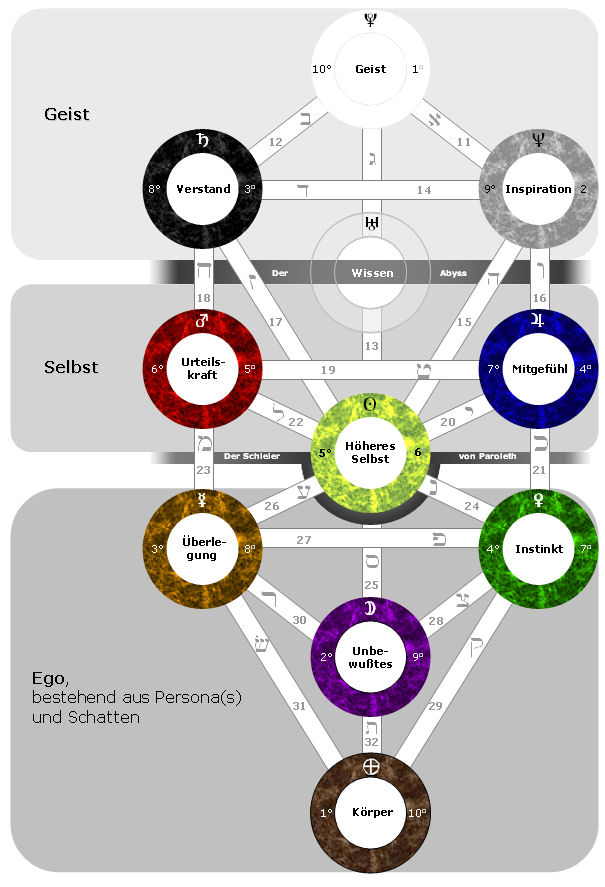 10° Geist 1°
Geist
ב א
12 11
♄ ג ♆
8° Verstand 3° ד 14 9° Inspiration 2
♅
ח ז Der Wissen Abyss ה ו
18 16
♂ 17 15 ♃
13
Selbst
6° Urteils-
kraft 5° 19 ט 7° Mitgefühl 4°
ל 22 ☉ 20 י
מ 5° Höheres
Selbst 6 כ
23 Der Schleier von Paroleth 21
☿ 26 ע נ 24 ♀
3° Überle-
gung 8° 27 פ 4° Instinkt 7°
ס
25
ר 30 ☽ צ 28
ש 2° Unbe-
wußtes 9° ק
Ego,
bestehend aus Persona(s)
und Schatten
31 29
ת
32
⊕
1° Körper 10°